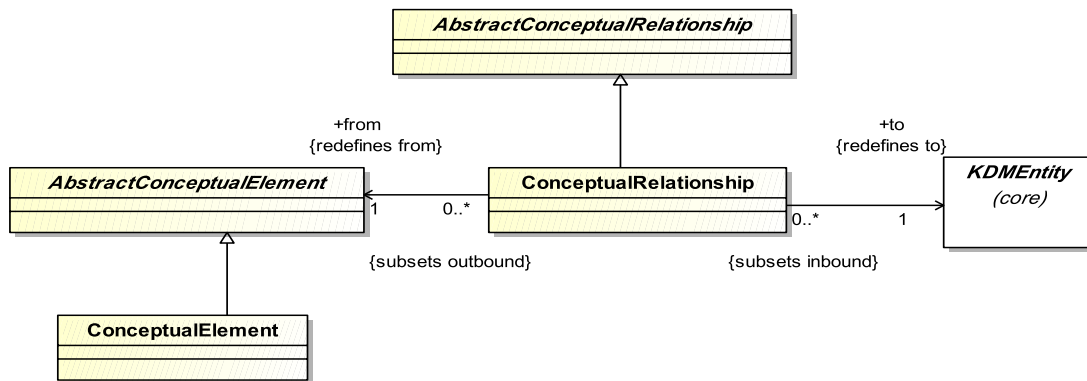 AbstractConceptualRelationship
+from
{redefines from}
+to
{redefines to}
AbstractConceptualElement
ConceptualRelationship
KDMEntity
(core)
1
0..*
0..*
1
{subsets outbound}
{subsets inbound}
ConceptualElement